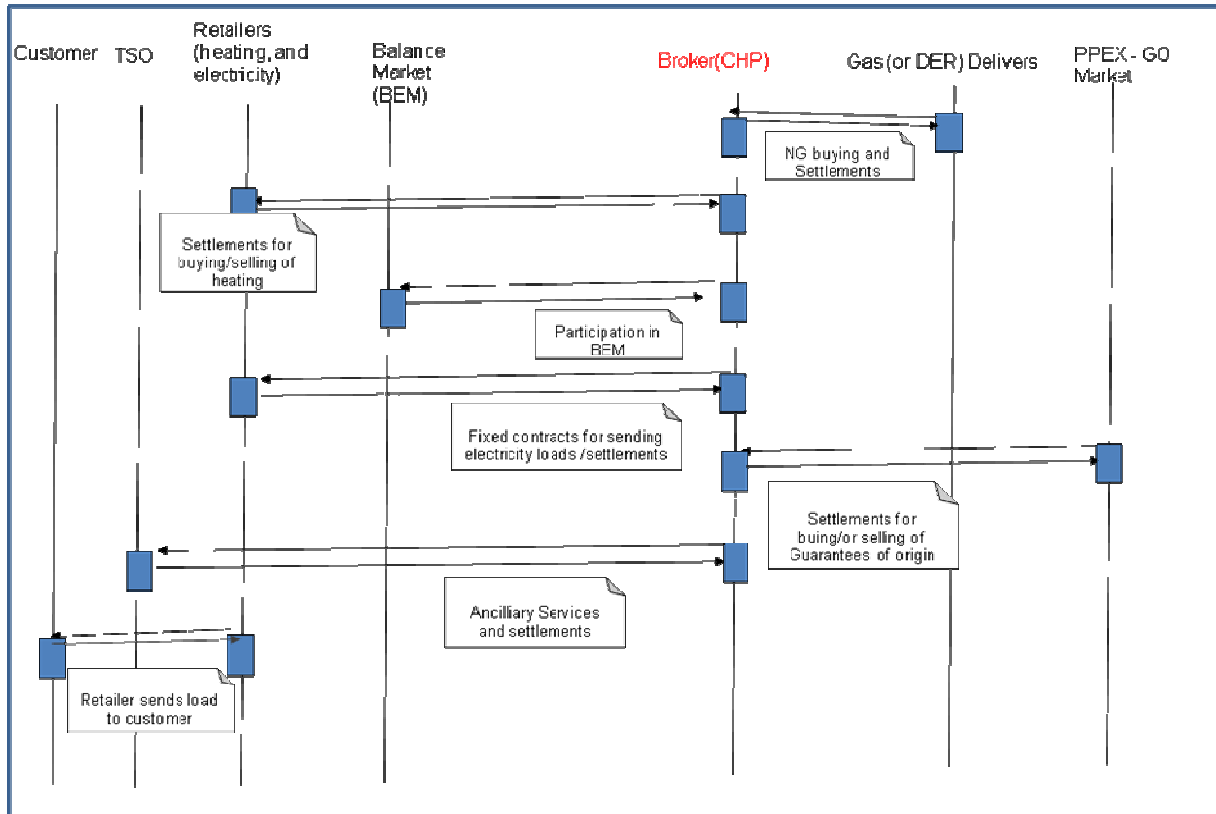 Customer
TSO
Retailers
(heating, and
electricity)
Balance
Market
(BEM)
Broker(CHP)
Gas (or DER) Delivers
PPEX - GO
Market
NG buying and
Settlements
Settlements for
buying/selling of
heating
Participation in
BEM
Fixed contracts for sending
electricity loads /settlements
Settlements for
buing/or selling of
Guarantees of origin
Ancilliary Services
and settlements
Retailer sends load
to customer